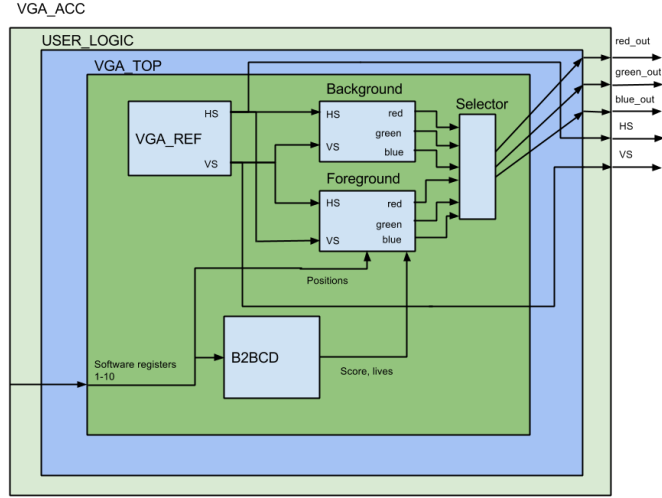 VGA_ACC
USER_LOGIC
VGA_TOP
red_out
green_out
blue_out
HS
VS
Background
Selector
HS
VGA_REF
VS
HS
red
green
VS
blue
Foreground
HS
red
green
VS
blue
Positions
B2BCD
Software registers
1-10
Score, lives